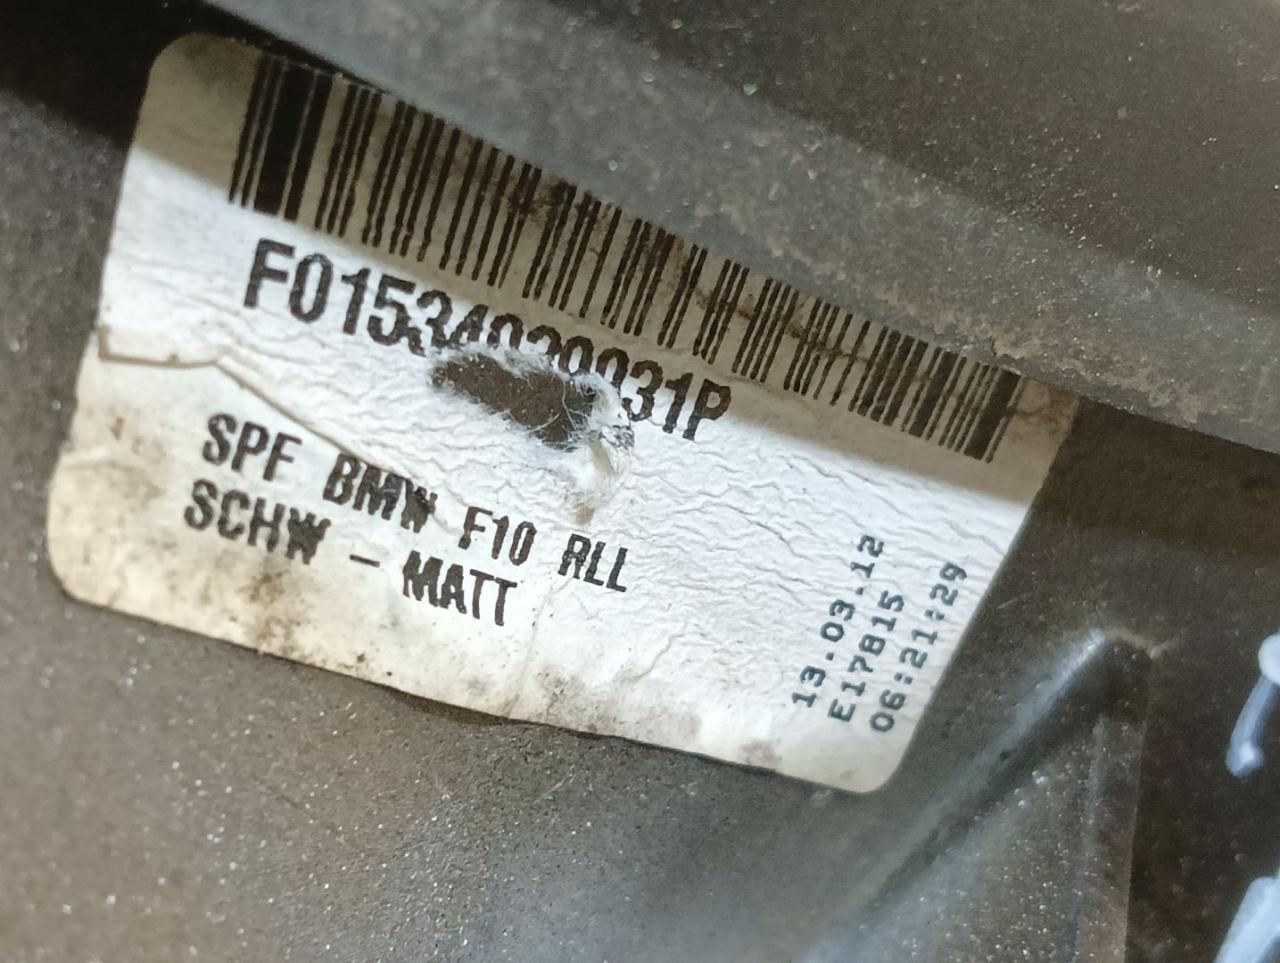 SPF BMW F10 RLL
SCHW - MATT
13.03.12
E17815
06:21:29